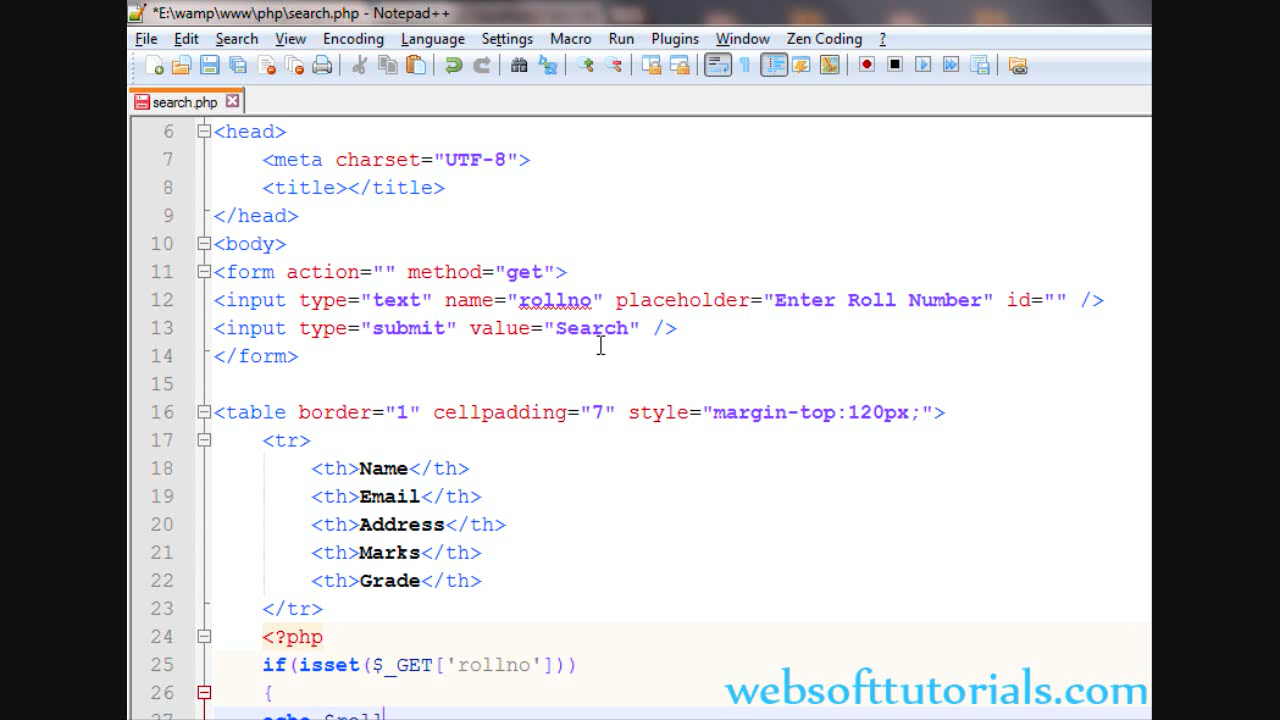 *E:\wamp\www\php\search.php - Notepad++
File Edit Search View Encoding Language Settings Macro Run Plugins Window Zen Coding ?
search.php
6 <head>
7 <meta charset="UTF-8">
8 <title></title>
9 </head>
10 <body>
11 <form action="" method="get">
12 <input type="text" name="rollno" placeholder="Enter Roll Number" id="" />
13 <input type="submit" value="Search" />
14 </form>
15
16 <table border="1" cellpadding="7" style="margin-top:120px;">
17 <tr>
18 <th>Name</th>
19 <th>Email</th>
20 <th>Address</th>
21 <th>Marks</th>
22 <th>Grade</th>
23 </tr>
24 <?php
25 if(isset($_GET['rollno']))
26 {
27 echo $roll
websofttutorials.com